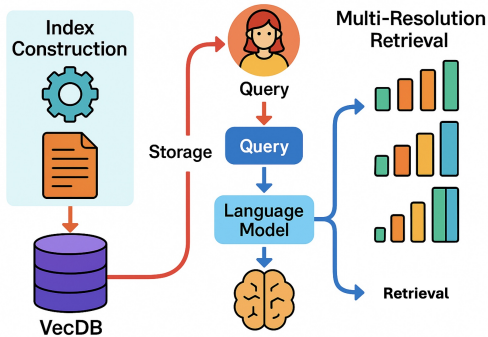 Index
Construction
VecDB
Storage
Query
Query
Language
Model
Multi-Resolution
Retrieval
Retrieval